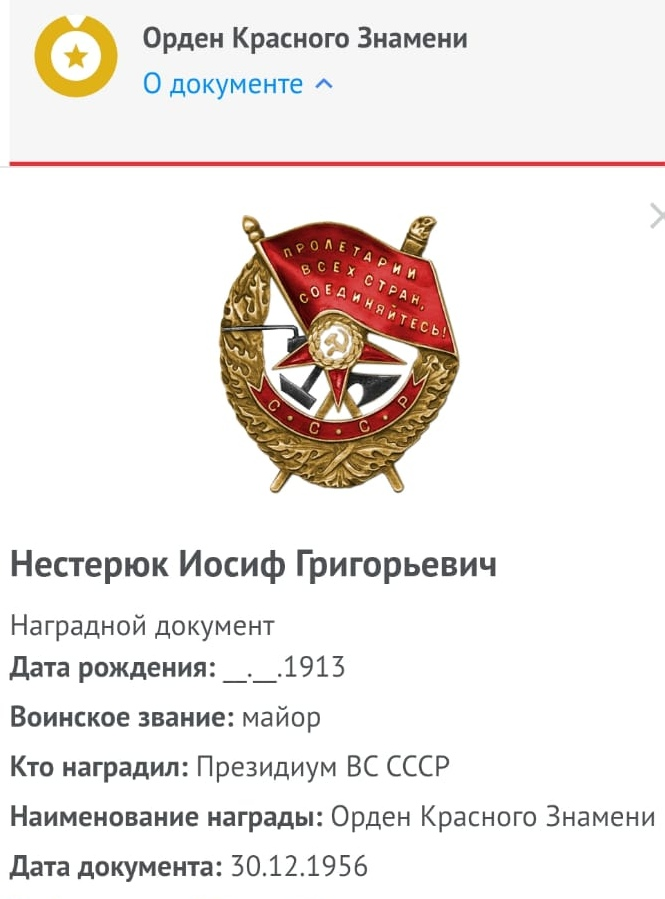 Орден Красного Знамени
О документе
ПРОЛЕТАРИИ
ВСЕХ СТРАН,
СОЕДИНЯЙТЕСЬ!
С·С·С·Р
Нестерюк Иосиф Григорьевич
Наградной документ
Дата рождения: __.__.1913
Воинское звание: майор
Кто наградил: Президиум ВС СССР
Наименование награды: Орден Красного Знамени
Дата документа: 30.12.1956